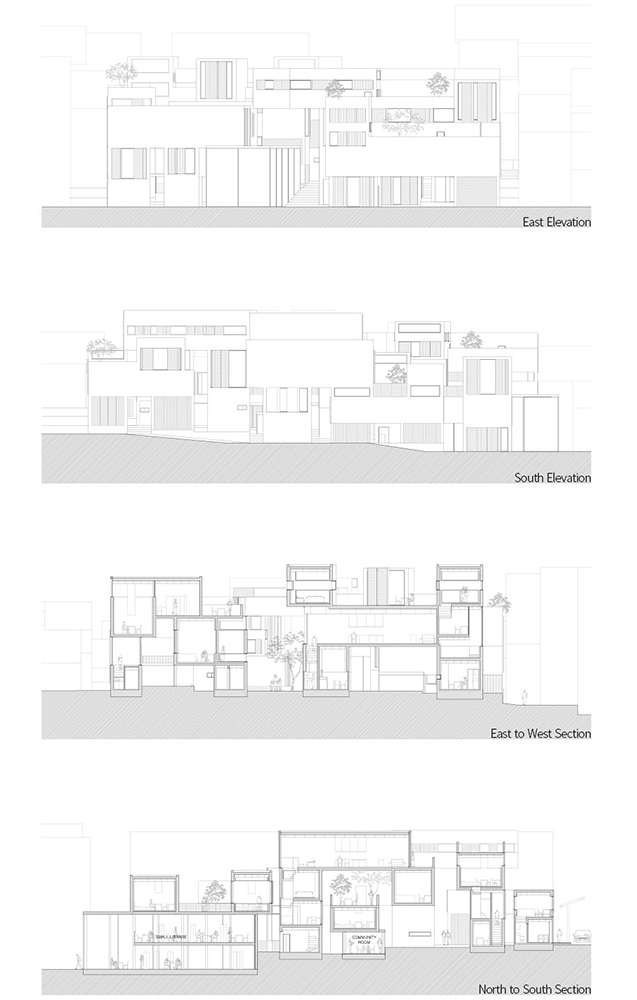 East Elevation
South Elevation
East to West Section
SMALL LIBRARY
COMMUNITY
ROOM
North to South Section